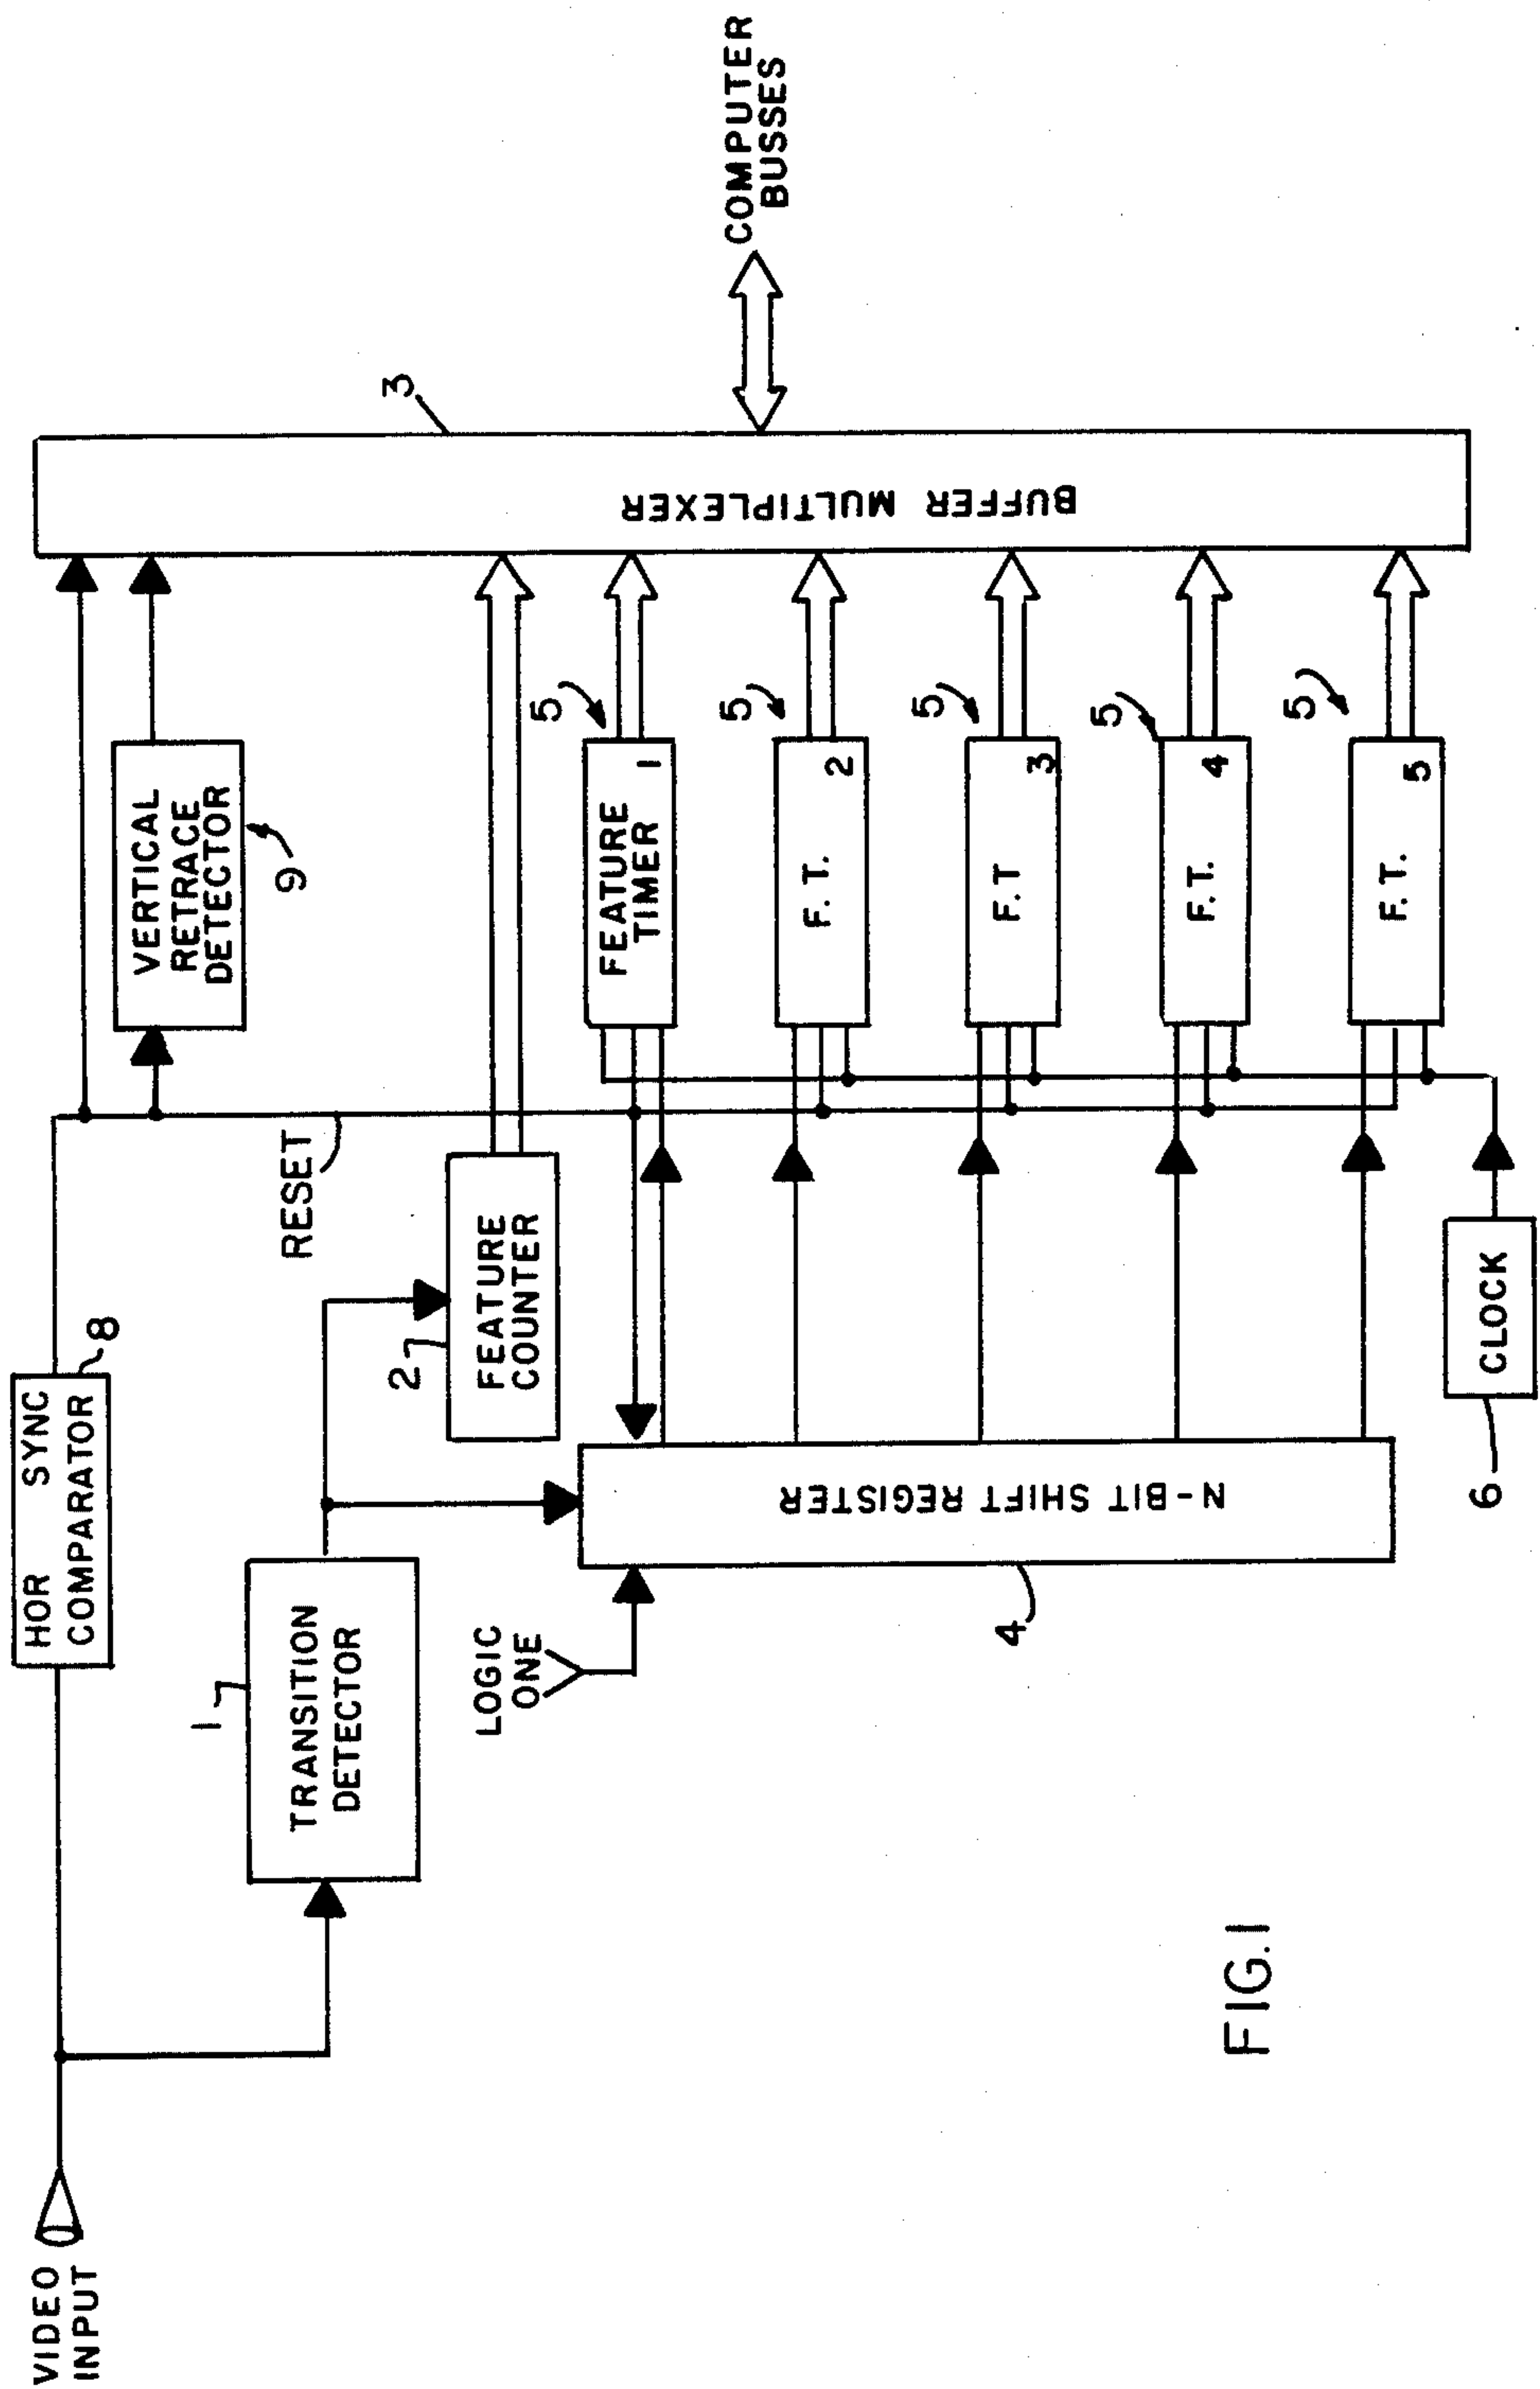 VIDEO
INPUT
HOR SYNC
COMPARATOR
8
1
TRANSITION
DETECTOR
LOGIC
ONE
4
N-BIT SHIFT REGISTER
2
FEATURE
COUNTER
RESET
6
CLOCK
VERTICAL
RETRACE
DETECTOR
9
5
FEATURE
TIMER
1
5
F. T.
2
5
F.T
3
5
F.T.
4
5
F.T.
5
3
BUFFER MULTIPLEXER
COMPUTER
BUSSES
FIG.1